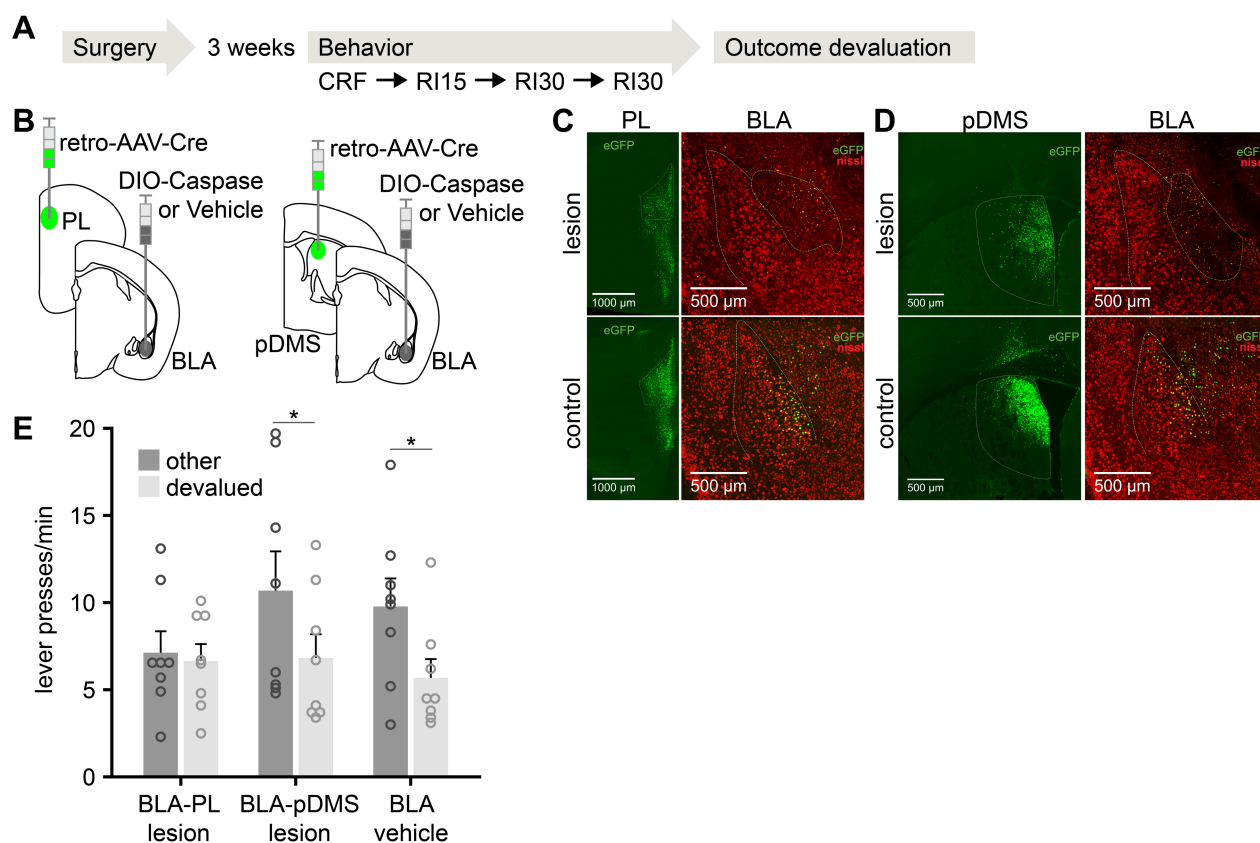 A
Surgery
3 weeks
Behavior
Outcome devaluation
CRF → RI15 → RI30 → RI30
B
retro-AAV-Cre
DIO-Caspase
or Vehicle
PL
BLA
retro-AAV-Cre
DIO-Caspase
or Vehicle
pDMS
BLA
C
PL
BLA
lesion
eGFP
1000 µm
eGFP
nissl
500 µm
control
eGFP
1000 µm
eGFP
nissl
500 µm
D
pDMS
BLA
lesion
eGFP
500 µm
eGFP
nissl
500 µm
control
eGFP
500 µm
eGFP
nissl
500 µm
E
lever presses/min
20
15
10
5
0
other
devalued
*
*
BLA-PL
lesion
BLA-pDMS
lesion
BLA
vehicle